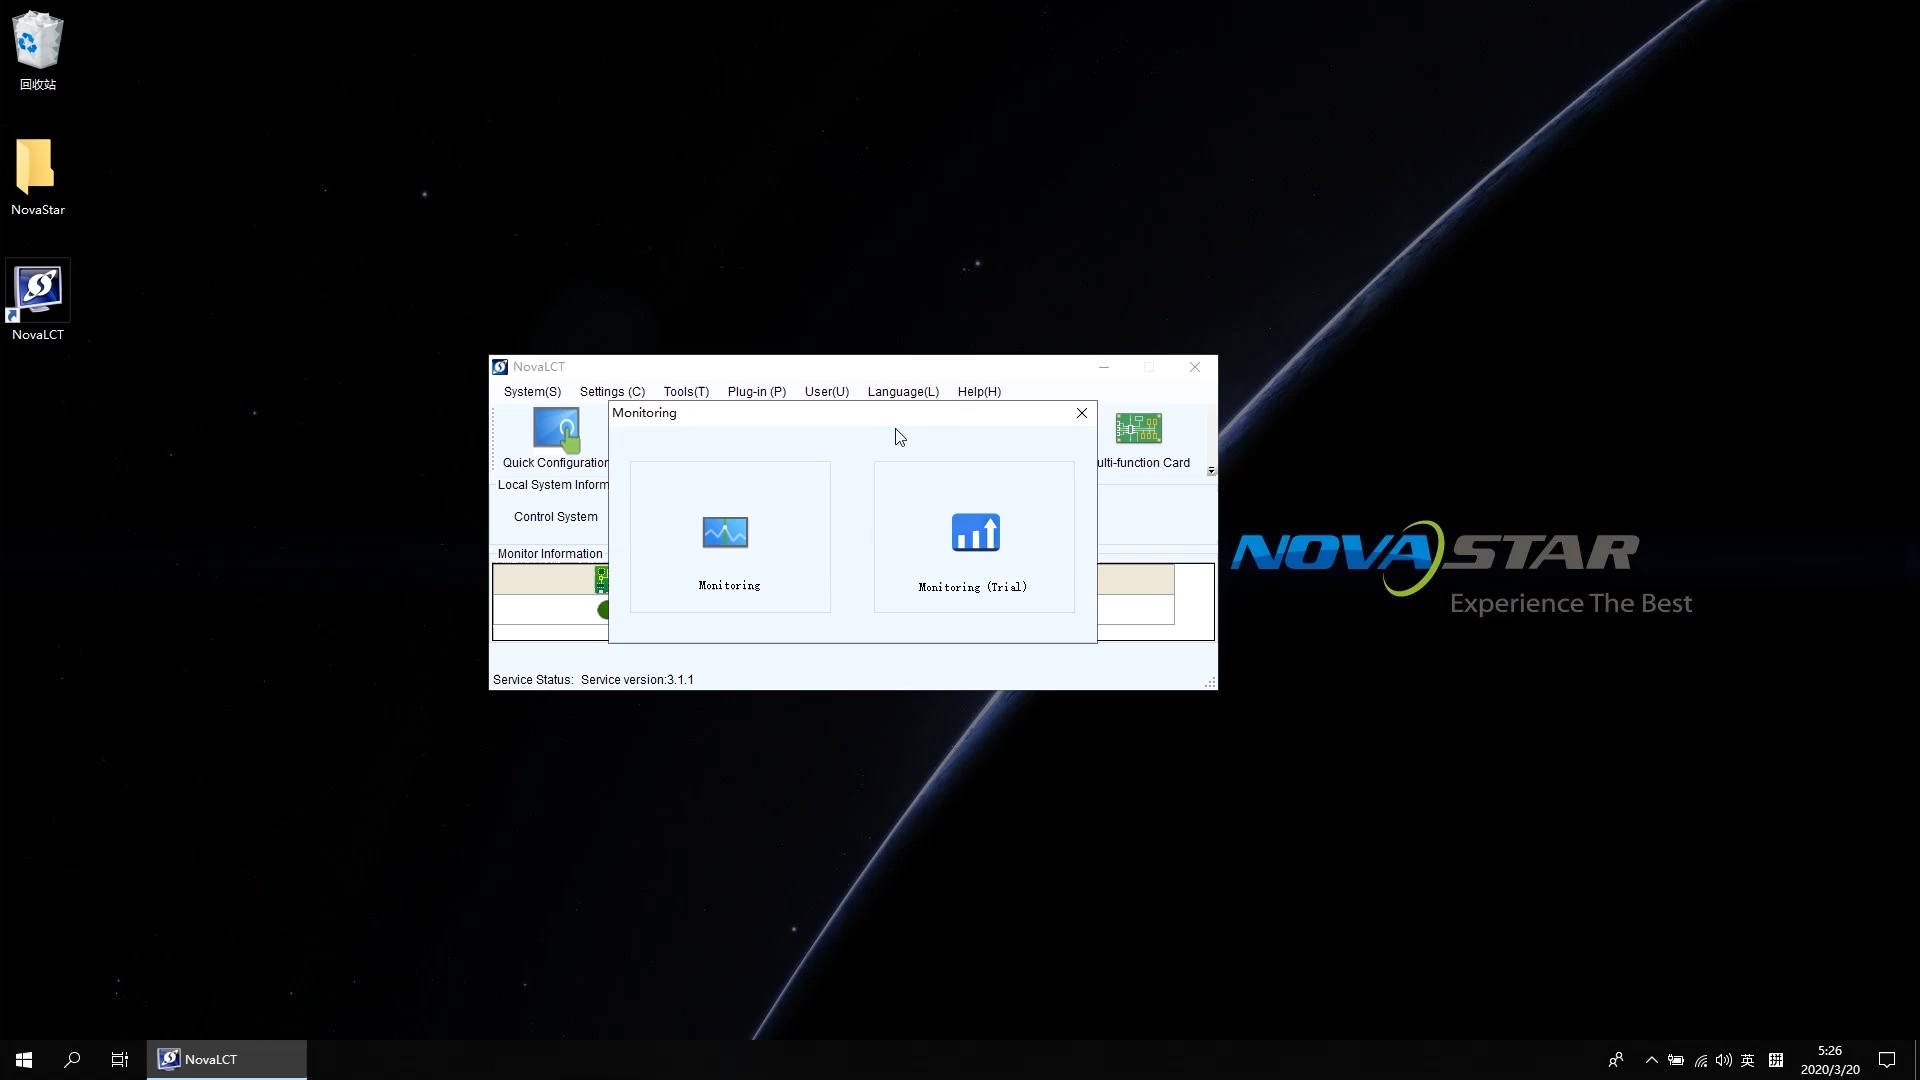 回收站
NovaStar
NovaLCT
NovaLCT
System(S) Settings (C) Tools(T) Plug-in (P) User(U) Language(L) Help(H)
Monitoring
Quick Configuration
ulti-function Card
Local System Inform
Control System
Monitor Information
Monitoring
Monitoring (Trial)
Service Status: Service version:3.1.1
NOVASTAR
Experience The Best
NovaLCT
英
拼
5:26
2020/3/20